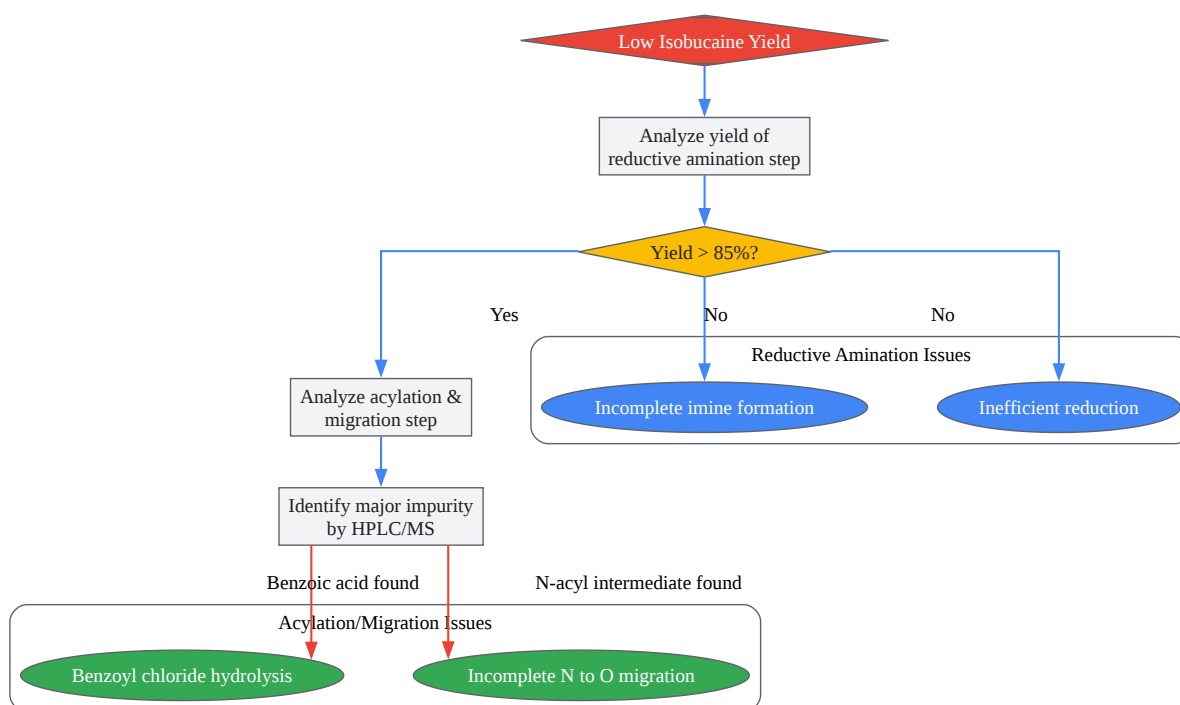 Low Isobucaine Yield
Analyze yield of
reductive amination step
Yield > 85%?
Yes
No
No
Reductive Amination Issues
Analyze acylation &
migration step
Incomplete imine formation
Inefficient reduction
Identify major impurity
by HPLC/MS
Benzoic acid found
N-acyl intermediate found
Acylation/Migration Issues
Benzoyl chloride hydrolysis
Incomplete N to O migration